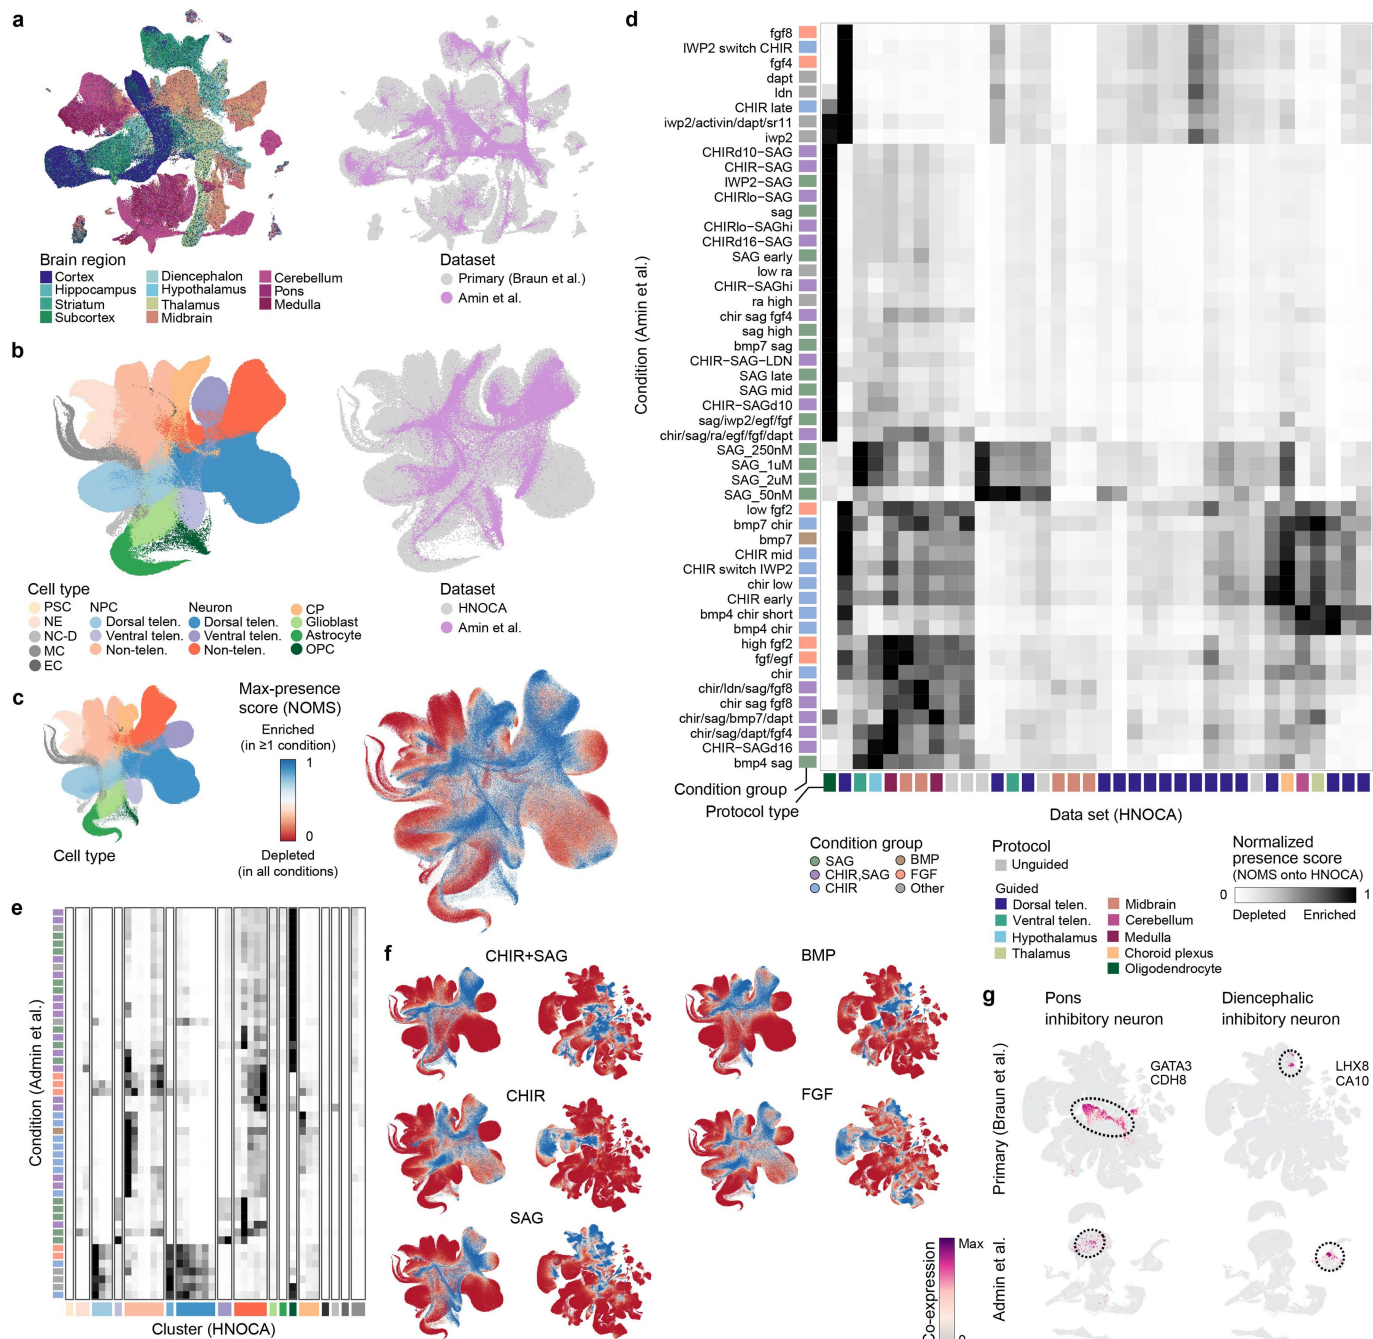 a
Brain region
Cortex
Hippocampus
Striatum
Subcortex
Diencephalon
Hypothalamus
Thalamus
Midbrain
Cerebellum
Pons
Medulla
Dataset
Primary (Braun et al.)
Amin et al.
b
Cell type
PSC
NE
NC-D
MC
EC
NPC
Dorsal telen.
Ventral telen.
Non-telen.
Neuron
Dorsal telen.
Ventral telen.
Non-telen.
CP
Glioblast
Astrocyte
OPC
Dataset
HNOCA
Amin et al.
c
Cell type
Max-presence
score (NOMS)
Enriched
(in ≥1 condition)
1
0
Depleted
(in all conditions)
d
Condition (Amin et al.)
fgf8
IWP2 switch CHIR
fgf4
dapt
ldn
CHIR late
iwp2/activin/dapt/sr11
iwp2
CHIRd10-SAG
CHIR-SAG
IWP2-SAG
CHIRlo-SAG
sag
CHIRlo-SAGhi
CHIRd16-SAG
SAG early
low ra
CHIR-SAGhi
ra high
chir sag fgf4
sag high
bmp7 sag
CHIR-SAG-LDN
SAG late
SAG mid
CHIR-SAGd10
sag/iwp2/egf/fgf
chir/sag/ra/egf/fgf/dapt
SAG_250nM
SAG_1uM
SAG_2uM
SAG_50nM
low fgf2
bmp7 chir
bmp7
CHIR mid
CHIR switch IWP2
chir low
CHIR early
bmp4 chir short
bmp4 chir
high fgf2
fgf/egf
chir
chir/ldn/sag/fgf8
chir sag fgf8
chir/sag/bmp7/dapt
chir/sag/dapt/fgf4
CHIR-SAGd16
bmp4 sag
Condition group
Protocol type
Data set (HNOCA)
Condition group
SAG
CHIR,SAG
CHIR
BMP
FGF
Other
Protocol
Unguided
Guided
Dorsal telen.
Ventral telen.
Hypothalamus
Thalamus
Midbrain
Cerebellum
Medulla
Choroid plexus
Oligodendrocyte
Normalized
presence score
(NOMS onto HNOCA)
0
1
Depleted
Enriched
e
Condition (Admin et al.)
Cluster (HNOCA)
f
CHIR+SAG
BMP
CHIR
FGF
SAG
Co-expression
Max
g
Pons
inhibitory neuron
Diencephalic
inhibitory neuron
Primary (Braun et al.)
GATA3
CDH8
LHX8
CA10
Admin et al.